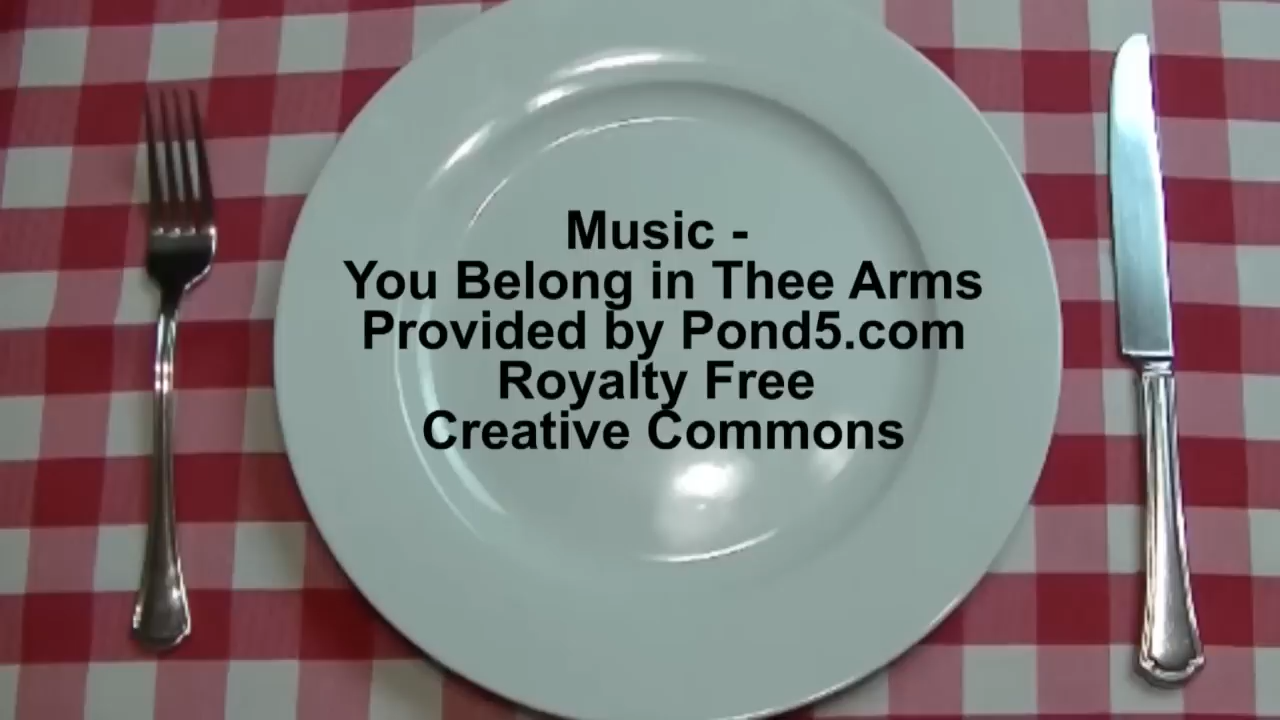 Music -
You Belong in Thee Arms
Provided by Pond5.com
Royalty Free
Creative Commons